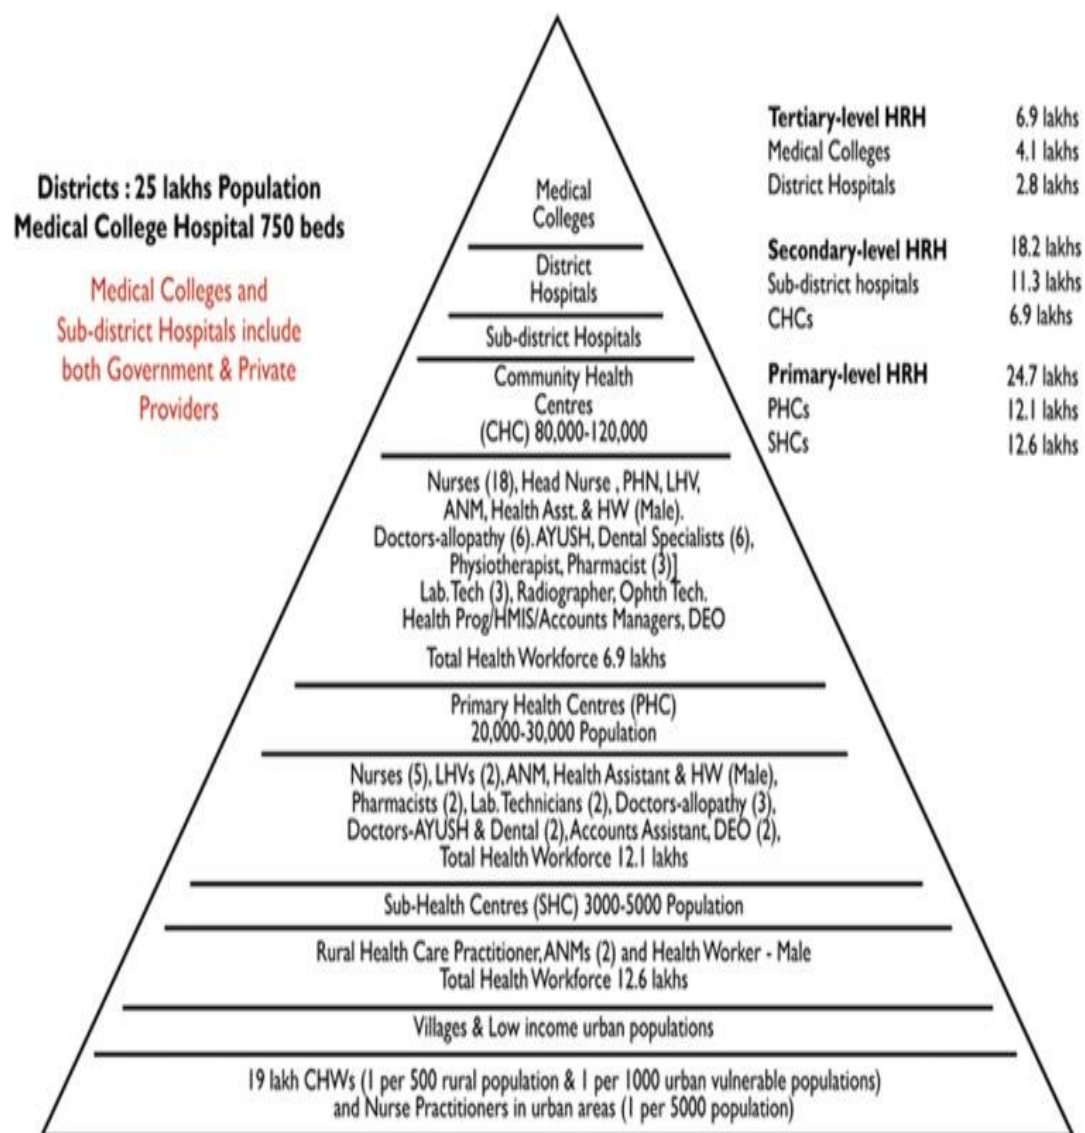 Districts : 25 lakhs Population
Medical College Hospital 750 beds
Medical Colleges and
Sub-district Hospitals include
both Government & Private
Providers
Medical
Colleges
District
Hospitals
Sub-district Hospitals
Community Health
Centres
(CHC) 80,000-120,000
Nurses (18), Head Nurse , PHN, LHV,
ANM, Health Asst. & HW (Male).
Doctors-allopathy (6). AYUSH, Dental Specialists (6),
Physiotherapist, Pharmacist (3)]
Lab. Tech (3), Radiographer, Ophth Tech.
Health Prog/HMIS/Accounts Managers, DEO
Total Health Workforce 6.9 lakhs
Primary Health Centres (PHC)
20,000-30,000 Population
Nurses (5), LHVs (2), ANM, Health Assistant & HW (Male),
Pharmacists (2), Lab. Technicians (2), Doctors-allopathy (3),
Doctors-AYUSH & Dental (2), Accounts Assistant, DEO (2),
Total Health Workforce 12.1 lakhs
Sub-Health Centres (SHC) 3000-5000 Population
Rural Health Care Practitioner, ANMs (2) and Health Worker - Male
Total Health Workforce 12.6 lakhs
Villages & Low income urban populations
19 lakh CHWs (1 per 500 rural population & 1 per 1000 urban vulnerable populations)
and Nurse Practitioners in urban areas (1 per 5000 population)
Tertiary-level HRH 6.9 lakhs
Medical Colleges 4.1 lakhs
District Hospitals 2.8 lakhs
Secondary-level HRH 18.2 lakhs
Sub-district hospitals 11.3 lakhs
CHCs 6.9 lakhs
Primary-level HRH 24.7 lakhs
PHCs 12.1 lakhs
SHCs 12.6 lakhs